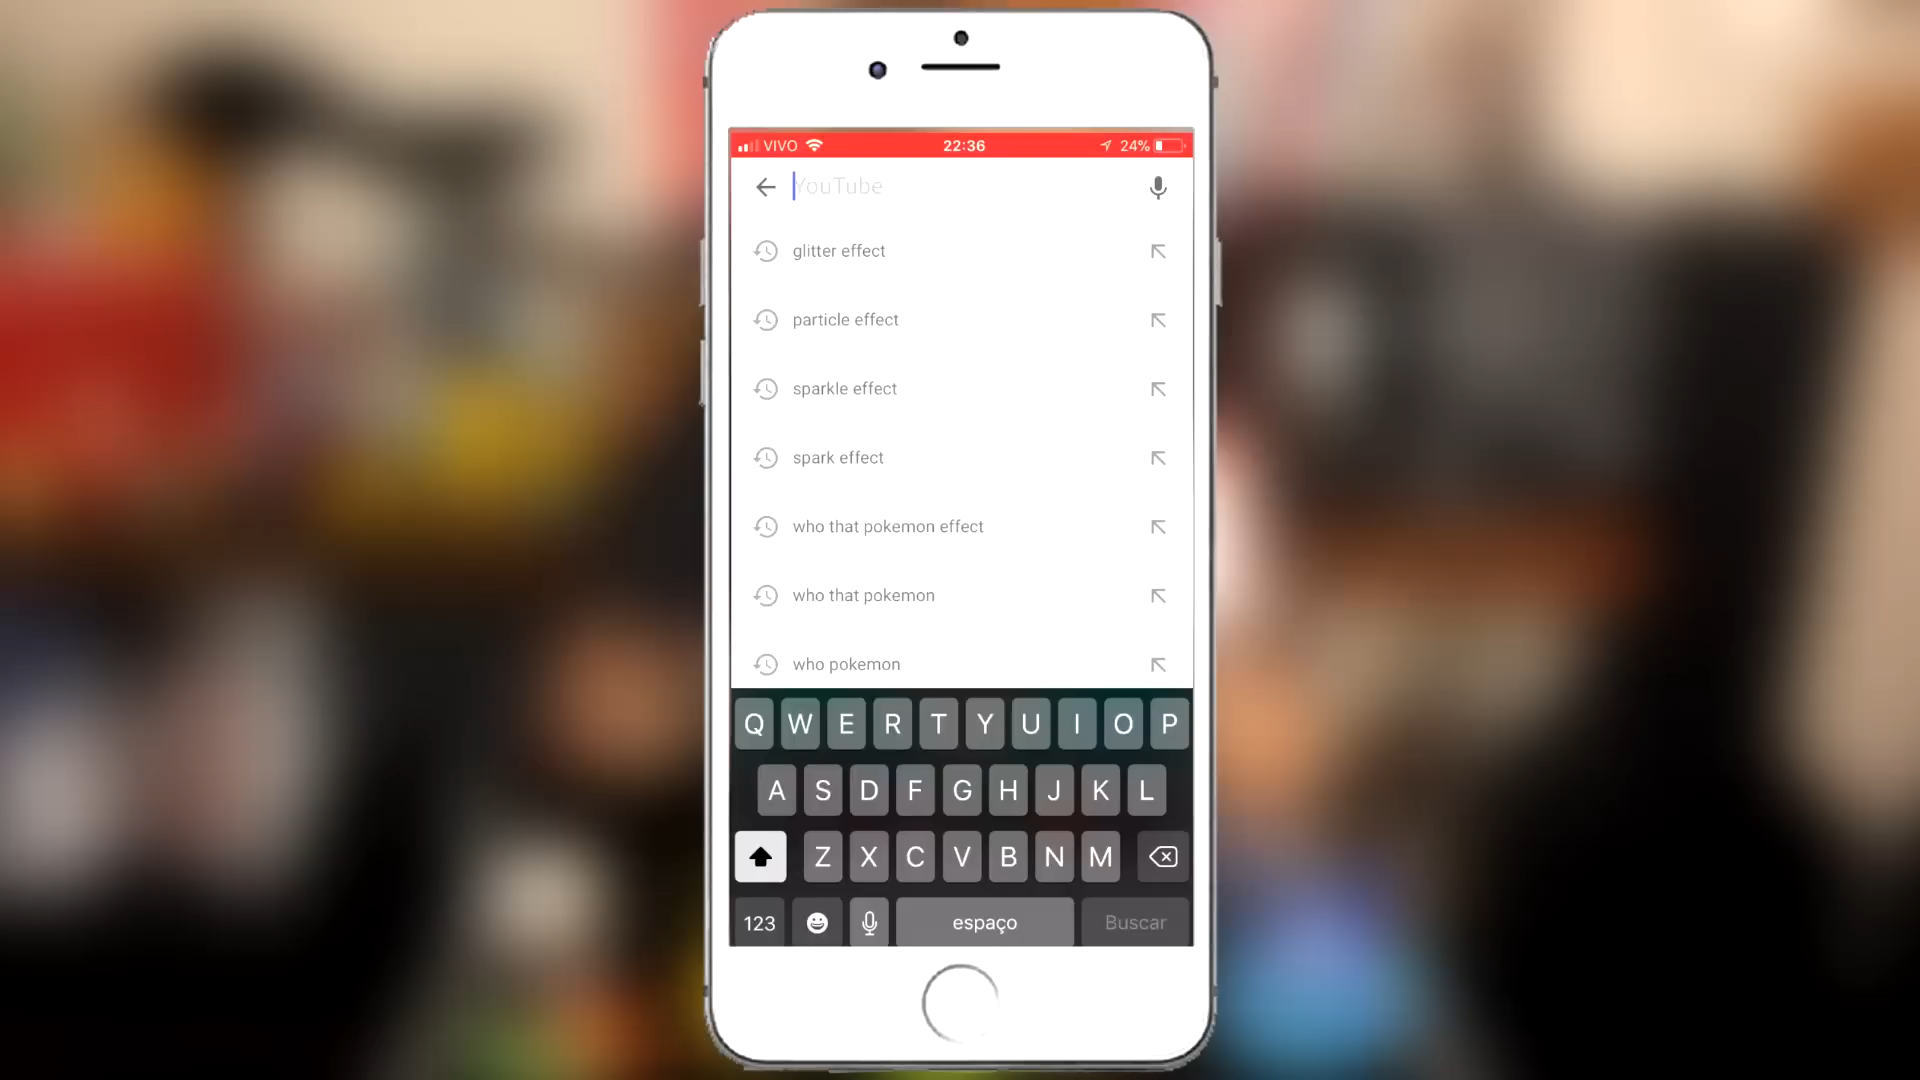 VIVO 22:36 24%
YouTube
glitter effect
particle effect
sparkle effect
spark effect
who that pokemon effect
who that pokemon
who pokemon
Q W E R T Y U I O P
A S D F G H J K L
Z X C V B N M
123 espaço Buscar